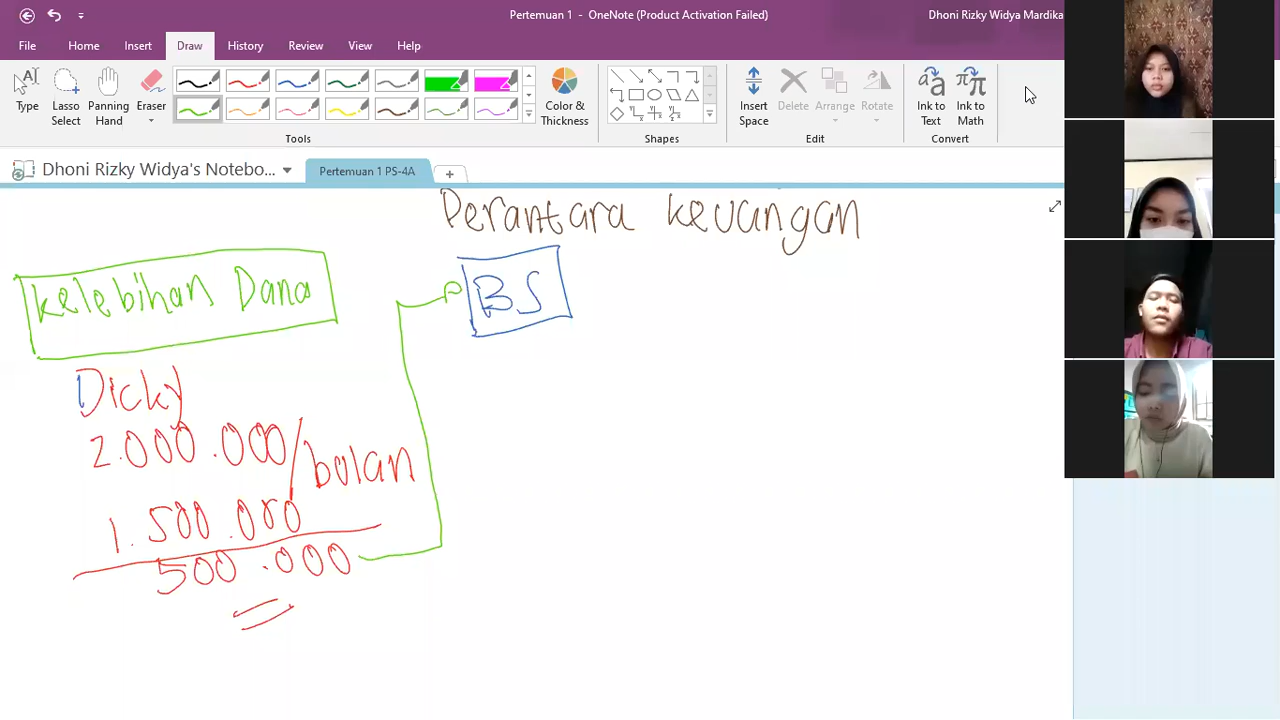 Pertemuan 1 - OneNote (Product Activation Failed)
Dhoni Rizky Widya Mardika
File Home Insert Draw History Review View Help
Type
Lasso Select
Panning Hand
Eraser
Color & Thickness
Insert Space
Delete
Arrange
Rotate
Ink to Text
Ink to Math
Tools
Shapes
Edit
Convert
Dhoni Rizky Widya's Notebo...
Pertemuan 1 PS-4A
Perantara keuangan
Kelebihan Dana
BS
Dicky
2.000.000/bulan
1.500.000
500.000